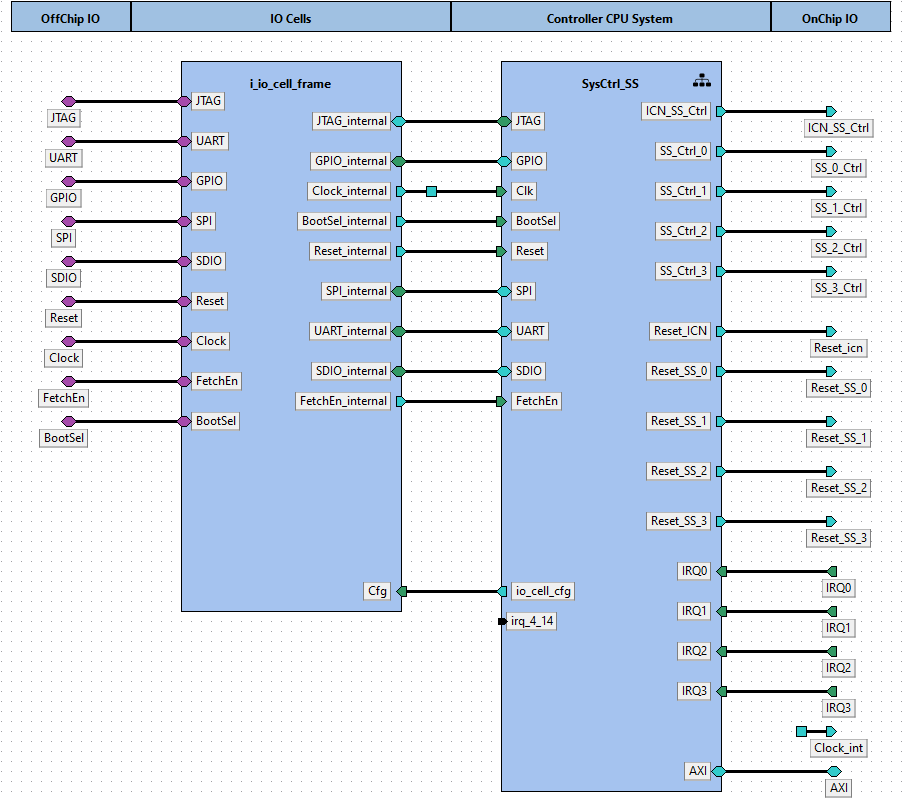 OffChip IO
IO Cells
Controller CPU System
OnChip IO
i_io_cell_frame
SysCtrl_SS
JTAG
UART
GPIO
SPI
SDIO
Reset
Clock
FetchEn
BootSel
JTAG
UART
GPIO
SPI
SDIO
Reset
Clock
FetchEn
BootSel
JTAG_internal
GPIO_internal
Clock_internal
BootSel_internal
Reset_internal
SPI_internal
UART_internal
SDIO_internal
FetchEn_internal
Cfg
JTAG
GPIO
Clk
BootSel
Reset
SPI
UART
SDIO
FetchEn
io_cell_cfg
irq_4_14
ICN_SS_Ctrl
SS_Ctrl_0
SS_Ctrl_1
SS_Ctrl_2
SS_Ctrl_3
Reset_ICN
Reset_SS_0
Reset_SS_1
Reset_SS_2
Reset_SS_3
IRQ0
IRQ1
IRQ2
IRQ3
AXI
ICN_SS_Ctrl
SS_0_Ctrl
SS_1_Ctrl
SS_2_Ctrl
SS_3_Ctrl
Reset_icn
Reset_SS_0
Reset_SS_1
Reset_SS_2
Reset_SS_3
IRQ0
IRQ1
IRQ2
IRQ3
Clock_int
AXI